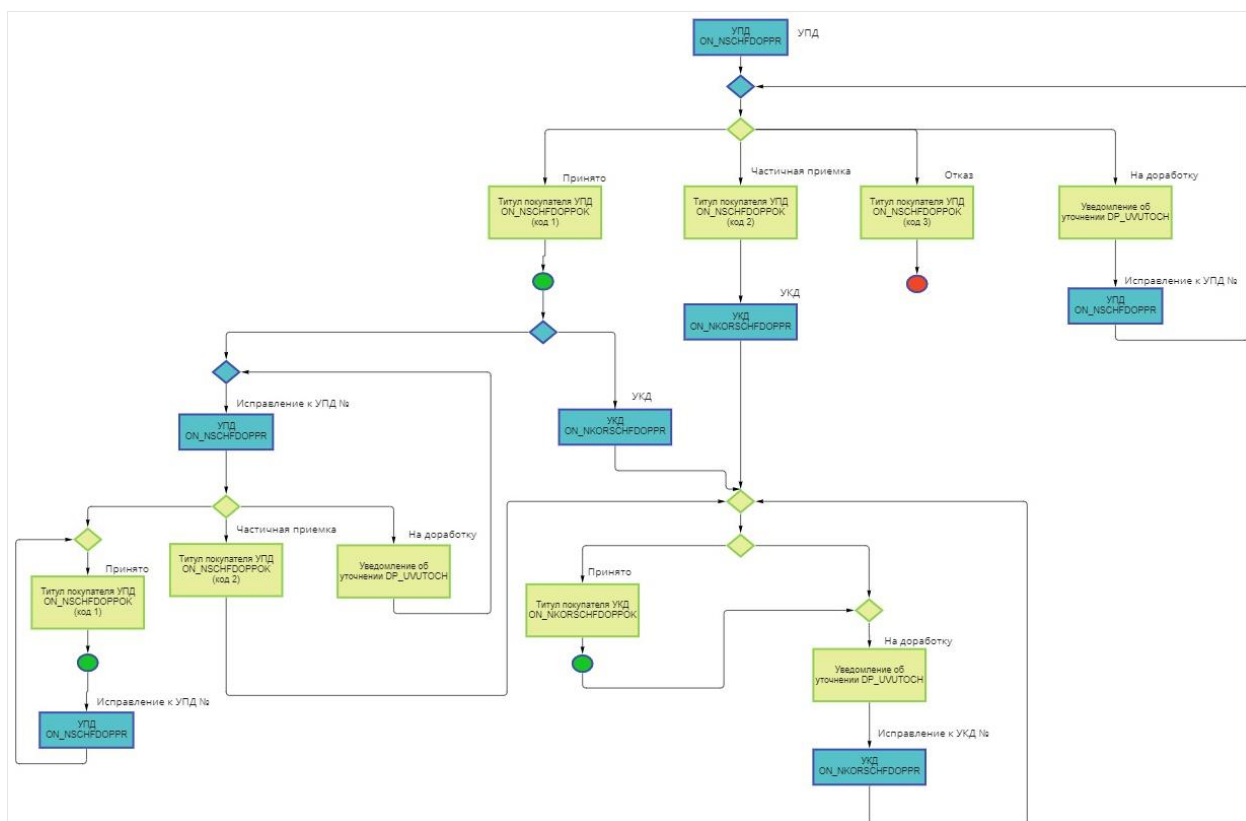 УПД
ON_NSCHFDOPPR
УПД
Принято
Частичная приемка
Отказ
На доработку
Титул покупателя УПД
ON_NSCHFDOPPOK
(код 1)
Титул покупателя УПД
ON_NSCHFDOPPOK
(код 2)
Титул покупателя УПД
ON_NSCHFDOPPOK
(код 3)
Уведомление об
уточнении DP_UVUTOCH
УКД
Исправление к УПД №
УКД
ON_NKORSCHFDOPPR
УПД
ON_NSCHFDOPPR
Исправление к УПД №
УКД
УПД
ON_NSCHFDOPPR
УКД
ON_NKORSCHFDOPPR
Частичная приемка
На доработку
Принято
Титул покупателя УПД
ON_NSCHFDOPPOK
(код 1)
Титул покупателя УПД
ON_NSCHFDOPPOK
(код 2)
Уведомление об
уточнении DP_UVUTOCH
Принято
Титул покупателя УКД
ON_NKORSCHFDOPPOK
На доработку
Уведомление об
уточнении DP_UVUTOCH
Исправление к УПД №
УПД
ON_NSCHFDOPPR
Исправление к УКД №
УКД
ON_NKORSCHFDOPPR